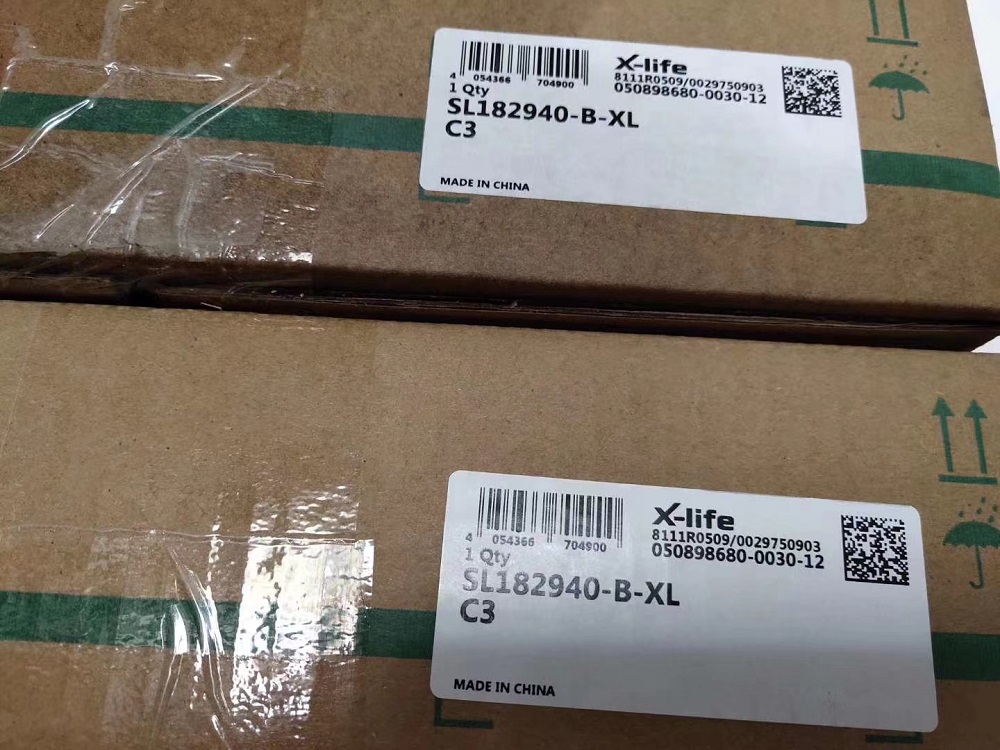 4 054366 704900
X-life
8111R0509/0029750903
050898680-0030-12
1 Qty
SL182940-B-XL
C3
MADE IN CHINA
4 054366 704900
X-life
8111R0509/0029750903
050898680-0030-12
1 Qty
SL182940-B-XL
C3
MADE IN CHINA